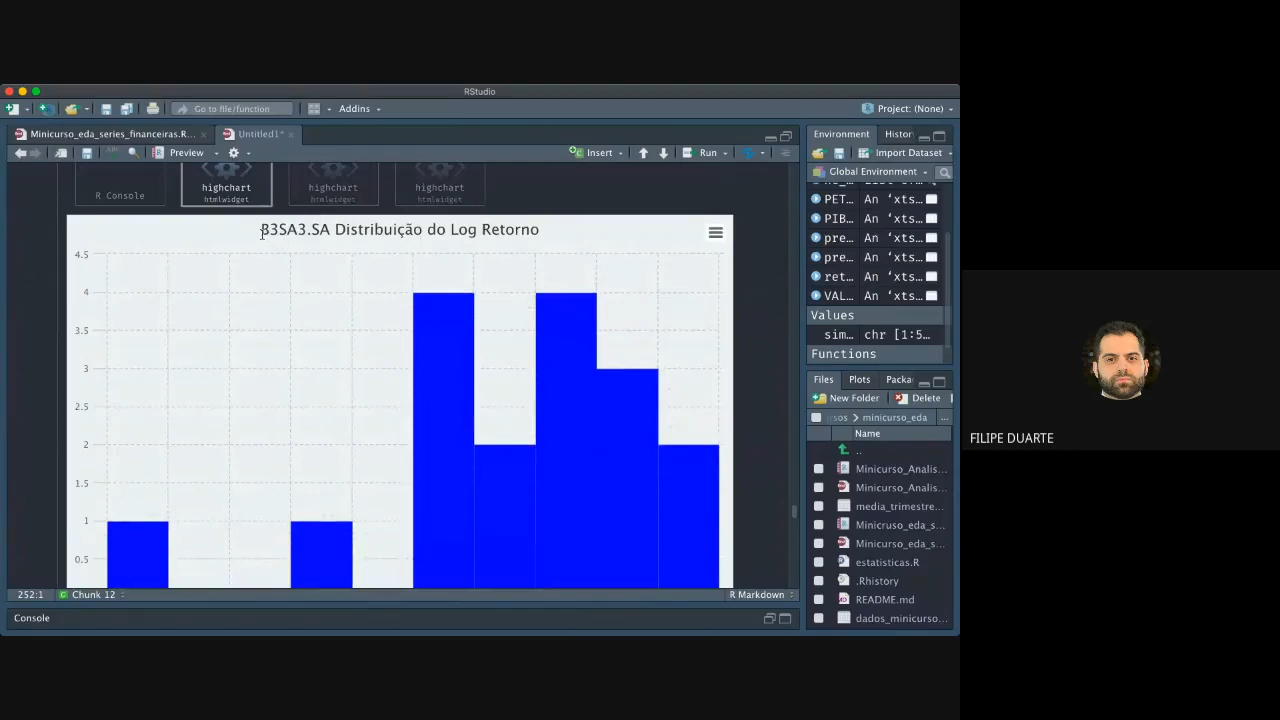 RStudio
Go to file/function
Addins
Project: (None)
Minicurso_eda_series_financeiras.R...
Untitled1*
Preview
Insert
Run
Environment
Histor
Import Dataset
Global Environment
R Console
highchart
htmlwidget
highchart
htmlwidget
highchart
htmlwidget
B3SA3.SA Distribuição do Log Retorno
4.5
4
3.5
3
2.5
2
1.5
1
0.5
PET... An ‘xts...
PIB... An ‘xts...
pre... An ‘xts...
pre... An ‘xts...
ret... An ‘xts...
VAL... An ‘xts...
Values
sim... chr [1:5...
Functions
Files
Plots
Packa
New Folder
Delete
rsos > minicurso_eda
...
Name
..
Minicurso_Analis...
Minicurso_Analis...
media_trimestre...
Minicruso_eda_s...
Minicurso_eda_s...
estatisticas.R
.Rhistory
README.md
dados_minicurso...
252:1
Chunk 12
R Markdown
Console
FILIPE DUARTE